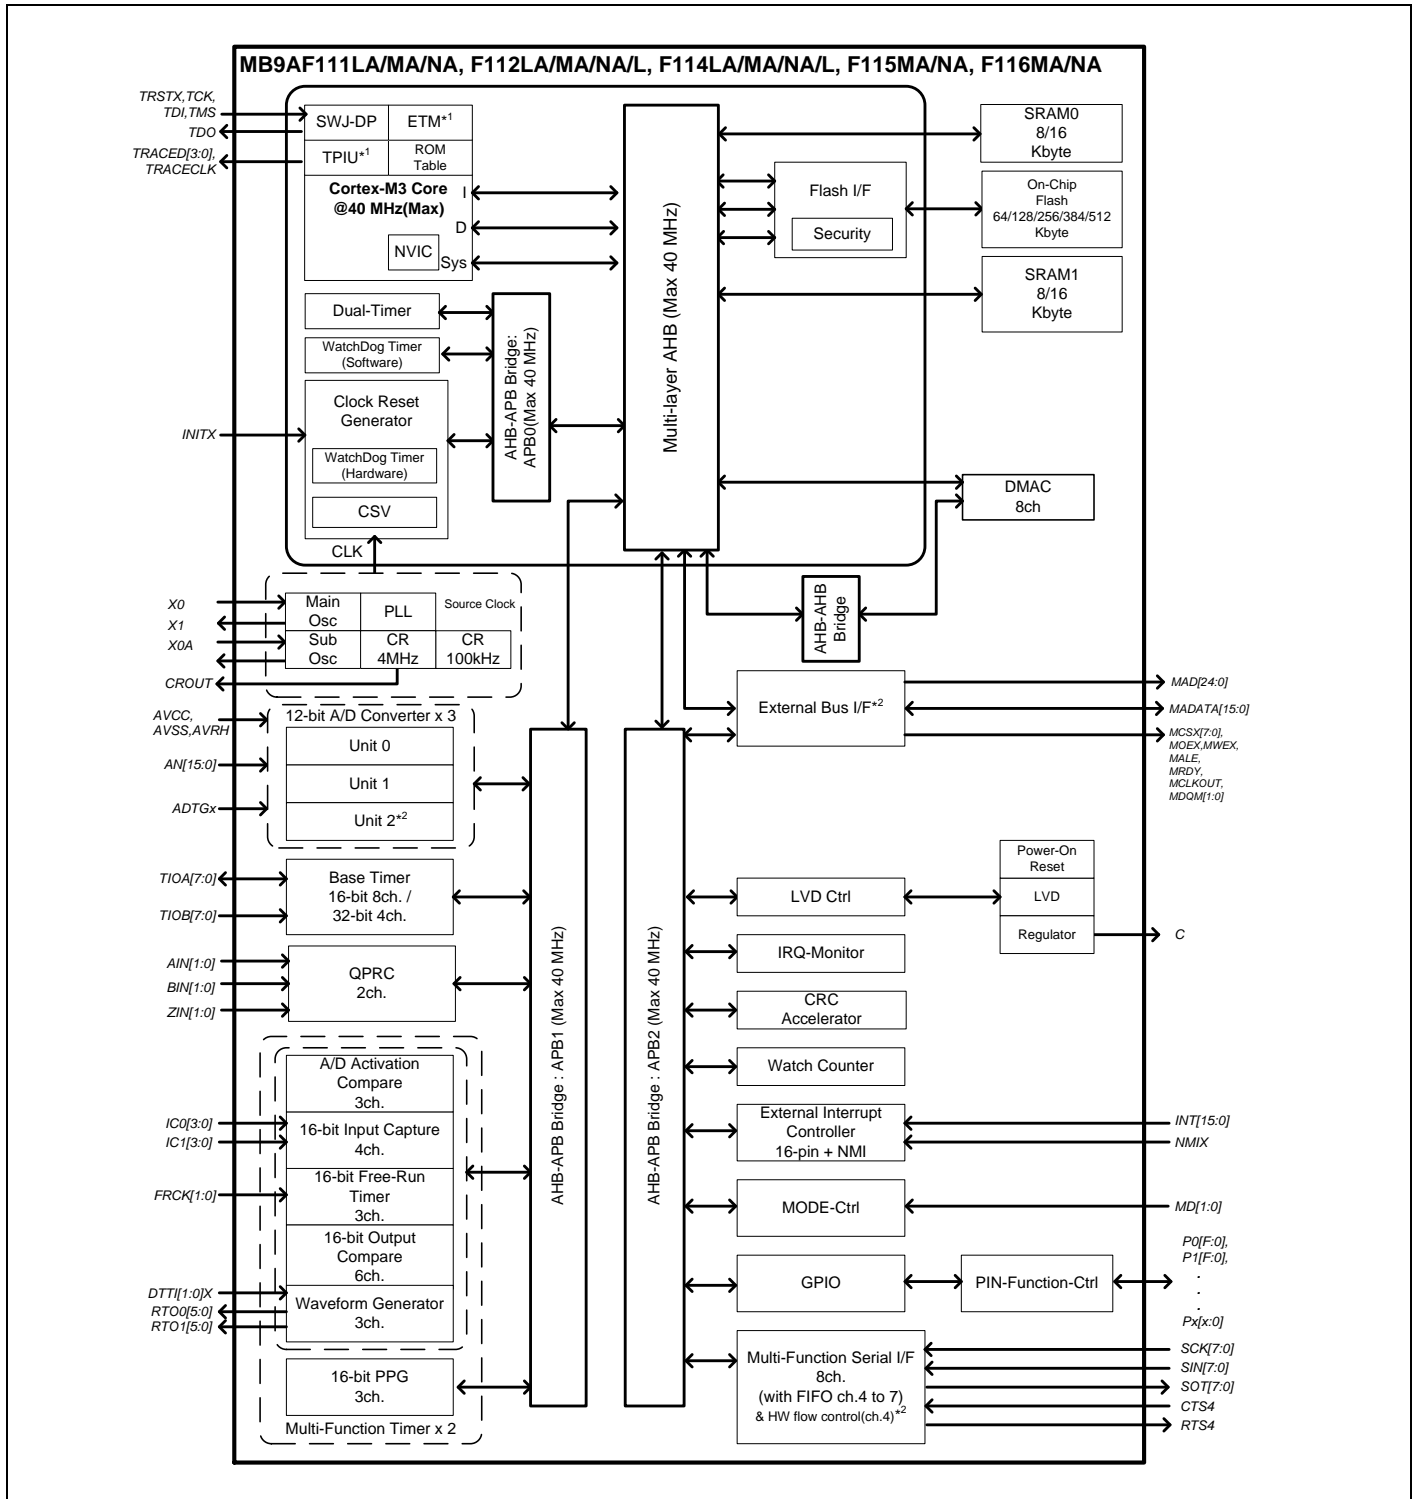 MB9AF111LA/MA/NA, F112LA/MA/NA/L, F114LA/MA/NA/L, F115MA/NA, F116MA/NA
TRSTX,TCK,
TDI,TMS
TDO
TRACED[3:0],
TRACECLK
SWJ-DP
ETM*1
TPIU*1
ROM
Table
Cortex-M3 Core
@40 MHz(Max)
I
D
NVIC
Sys
Dual-Timer
WatchDog Timer
(Software)
Clock Reset
Generator
WatchDog Timer
(Hardware)
CSV
CLK
INITX
AHB-APB Bridge:
APB0(Max 40 MHz)
Multi-layer AHB (Max 40 MHz)
Flash I/F
Security
SRAM0
8/16
Kbyte
On-Chip
Flash
64/128/256/384/512
Kbyte
SRAM1
8/16
Kbyte
DMAC
8ch
AHB-AHB
Bridge
X0
X1
X0A
CROUT
Main
Osc
PLL
Source Clock
Sub
Osc
CR
4MHz
CR
100kHz
AVCC,
AVSS,AVRH
AN[15:0]
ADTGx
12-bit A/D Converter x 3
Unit 0
Unit 1
Unit 2*2
TIOA[7:0]
TIOB[7:0]
Base Timer
16-bit 8ch. /
32-bit 4ch.
AIN[1:0]
BIN[1:0]
ZIN[1:0]
QPRC
2ch.
A/D Activation
Compare
3ch.
IC0[3:0]
IC1[3:0]
16-bit Input Capture
4ch.
FRCK[1:0]
16-bit Free-Run
Timer
3ch.
16-bit Output
Compare
6ch.
DTTI[1:0]X
RTO0[5:0]
RTO1[5:0]
Waveform Generator
3ch.
16-bit PPG
3ch.
Multi-Function Timer x 2
AHB-APB Bridge : APB1 (Max 40 MHz)
AHB-APB Bridge : APB2 (Max 40 MHz)
External Bus I/F*2
MAD[24:0]
MADATA[15:0]
MCSX[7:0],
MOEX,MWEX,
MALE,
MRDY,
MCLKOUT,
MDQM[1:0]
LVD Ctrl
Power-On
Reset
LVD
Regulator
C
IRQ-Monitor
CRC
Accelerator
Watch Counter
External Interrupt
Controller
16-pin + NMI
INT[15:0]
NMIX
MODE-Ctrl
MD[1:0]
GPIO
PIN-Function-Ctrl
P0[F:0],
P1[F:0],
.
.
.
Px[x:0]
Multi-Function Serial I/F
8ch.
(with FIFO ch.4 to 7)
& HW flow control(ch.4)*2
SCK[7:0]
SIN[7:0]
SOT[7:0]
CTS4
RTS4